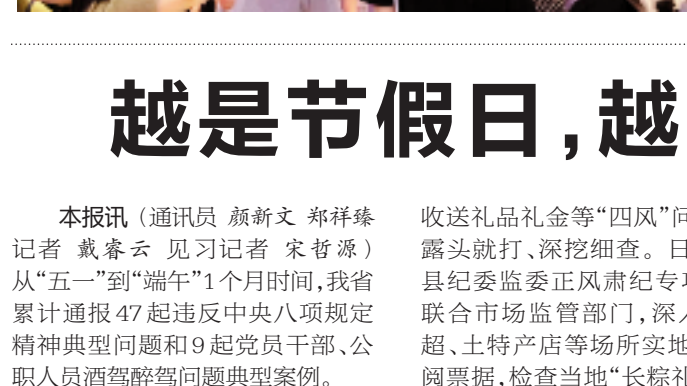 越是节假日,越
本报讯（通讯员 颜新文 郑祥臻
记者 戴睿云 见习记者 宋哲源）
从“五一”到“端午”1个月时间,我省
累计通报47起违反中央八项规定
精神典型问题和9起党员干部、公
职人员酒驾醉驾问题典型案例。
收送礼品礼金等“四风”问
露头就打、深挖细查。日
县纪委监委正风肃纪专项
联合市场监管部门,深入
超、土特产店等场所实地
阅票据,检查当地“长粽礼